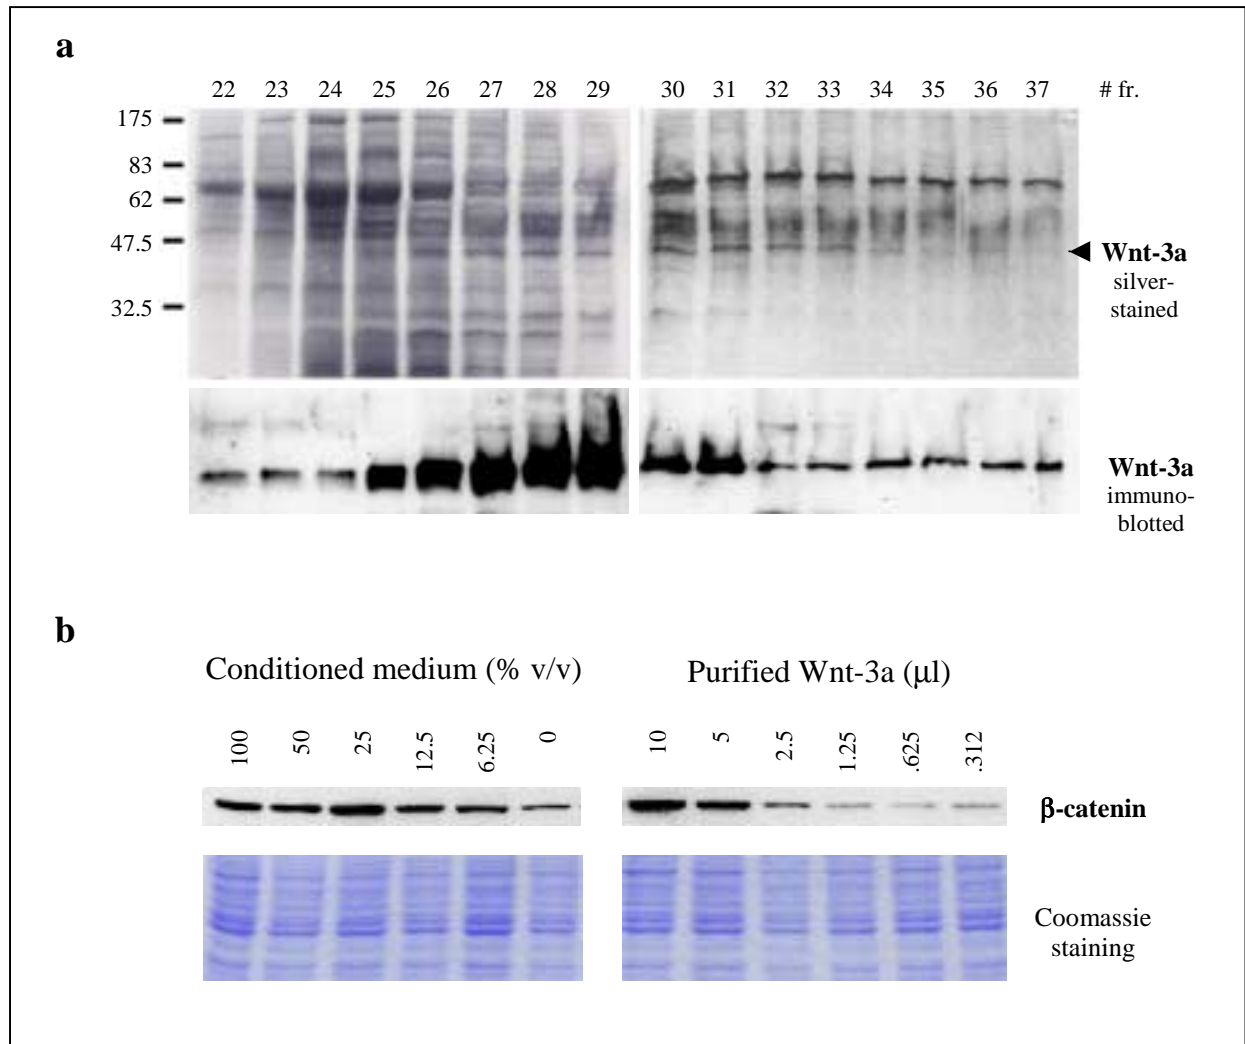 a
22 23 24 25 26 27 28 29 30 31 32 33 34 35 36 37 # fr.
175
83
62
47.5
32.5
Wnt-3a
silver-
stained
Wnt-3a
immuno-
blotted
b
Conditioned medium (% v/v)
Purified Wnt-3a (μl)
100 50 25 12.5 6.25 0
10 5 2.5 1.25 .625 .312
β-catenin
Coomassie
staining